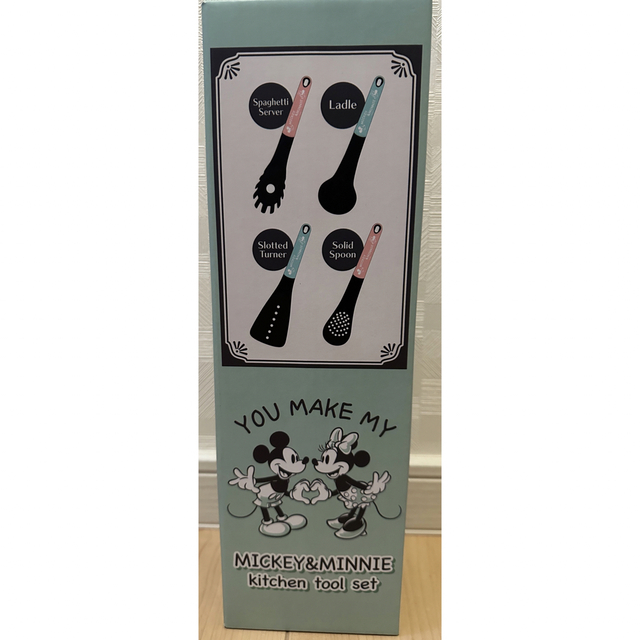 Spaghetti
Server
Ladle
Slotted
Turner
Solid
Spoon
YOU MAKE MY
MICKEY&MINNIE
kitchen tool set